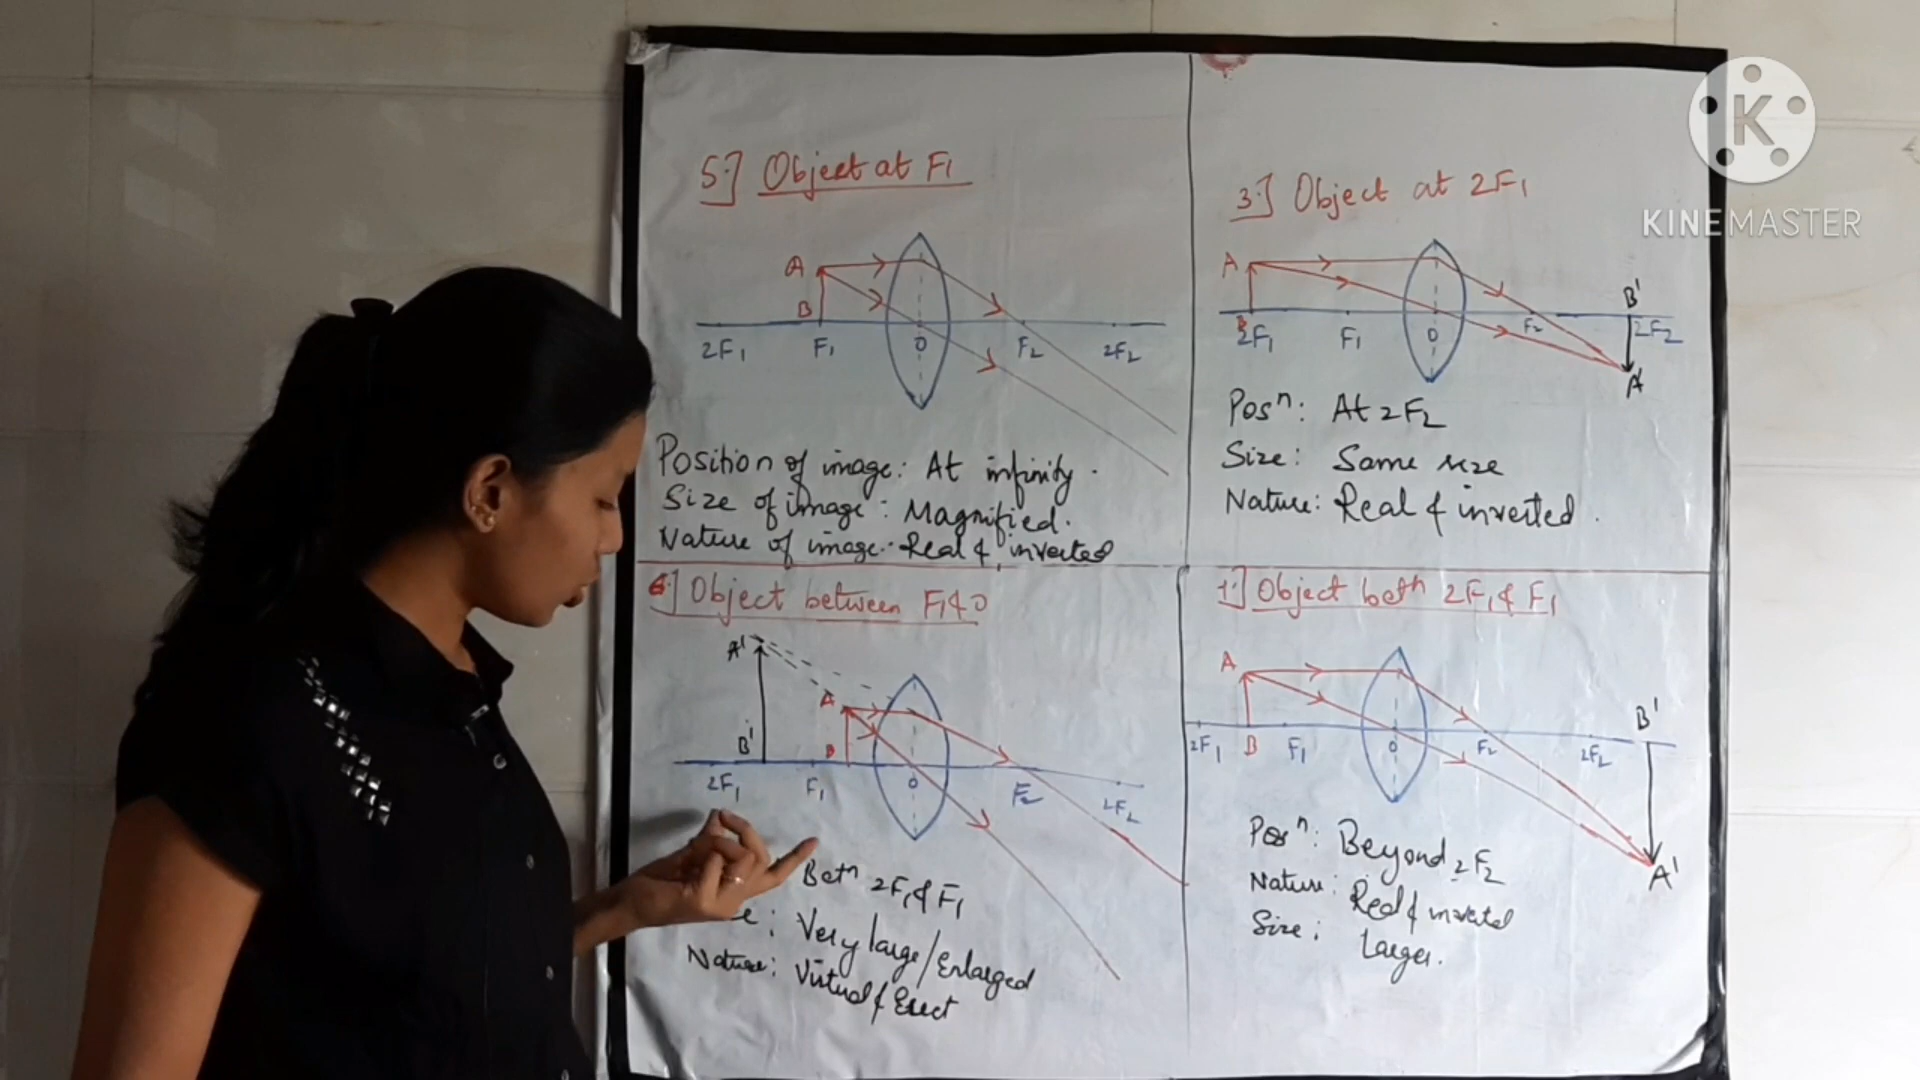 5.] Object at F1
A
B
2F1 F1 O F2 2F2
Position of image: At infinity.
Size of image: Magnified.
Nature of image: Real & inverted
3.] Object at 2F1
A
B
2F1 F1 O F2 2F2
B'
A'
Posn: At 2F2
Size: Same size
Nature: Real & inverted.
6.] Object between F1 & O
A'
B'
A
B
2F1 F1 O F2 2F2
Betn 2F1 & F1
e: Very large/Enlarged
Nature: Virtual & Erect
Object betn 2F1 & F1
A
2F1 B F1 O F2 2F2
B'
A'
Posn: Beyond 2F2
Nature: Real & inverted
Size: Larger.
K
KINEMASTER